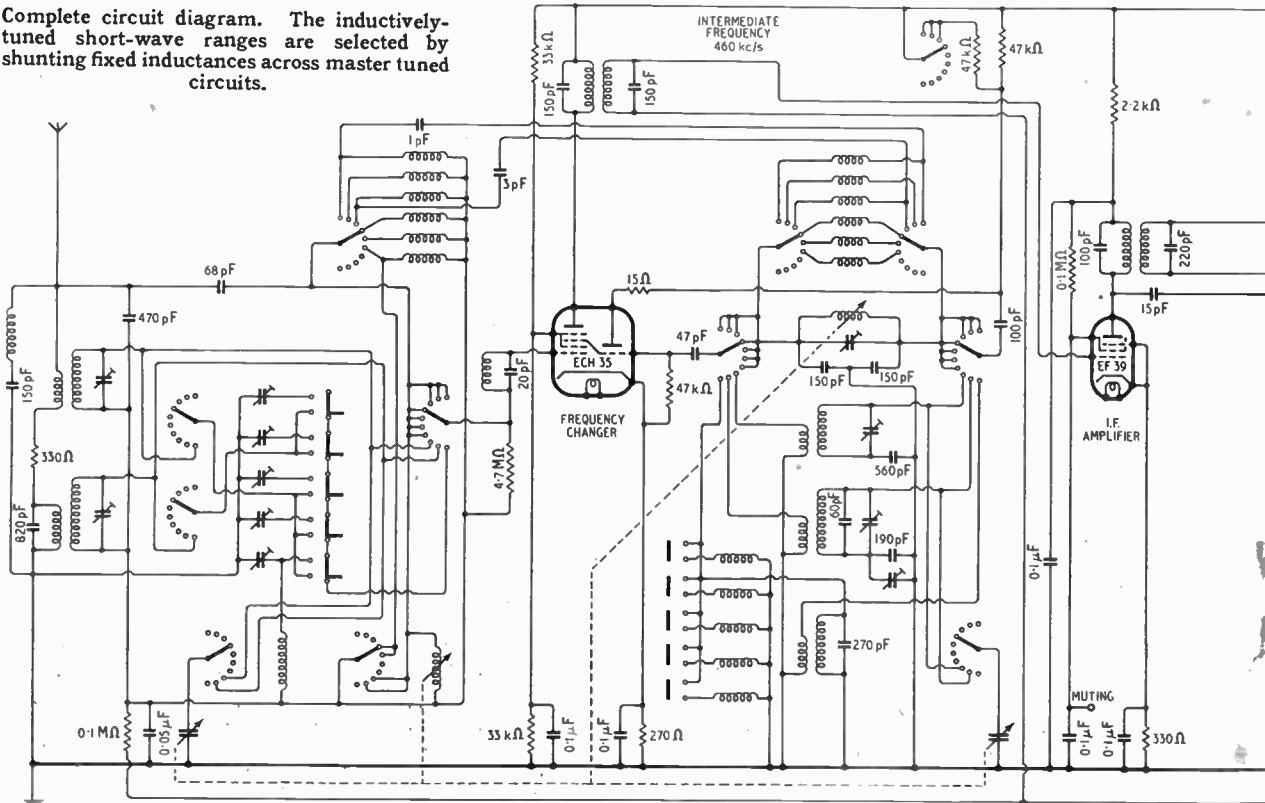 Complete circuit diagram. The inductively-
tuned short-wave ranges are selected by
shunting fixed inductances across master tuned
circuits.
INTERMEDIATE
FREQUENCY
460 kc/s
33kΩ
150pF
150pF
47kΩ
47kΩ
2·2kΩ
1pF
3pF
68pF
470pF
150pF
330Ω
820pF
15Ω
ECH 35
FREQUENCY
CHANGER
20pF
4·7MΩ
47pF
47kΩ
150pF
150pF
100pF
0·1MΩ
100pF
220pF
15pF
EF 39
I.F.
AMPLIFIER
560pF
60pF
190pF
270pF
0·1μF
MUTING
0·1MΩ
0·05μF
33kΩ
0·1μF
0·1μF
270Ω
0·1μF
0·1μF
330Ω